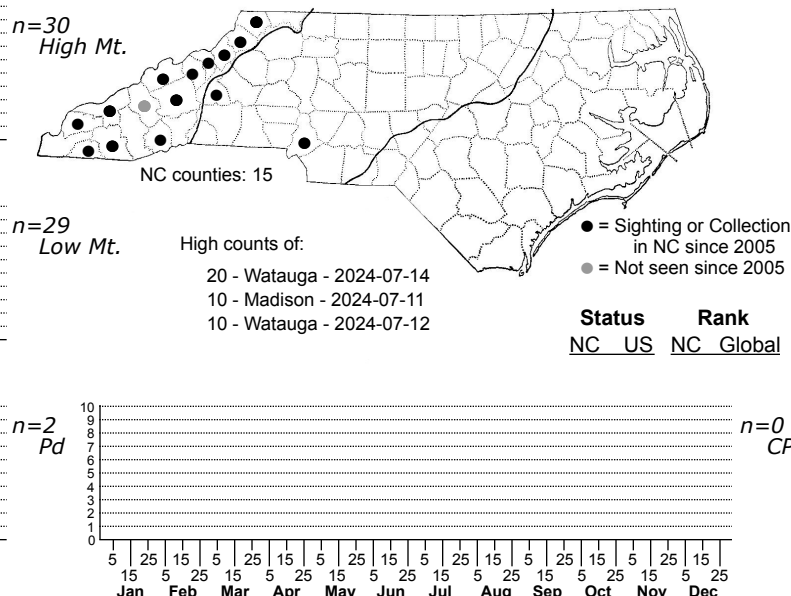 n=30
High Mt.
NC counties: 15
n=29
Low Mt.
High counts of:
20 - Watauga - 2024-07-14
10 - Madison - 2024-07-11
10 - Watauga - 2024-07-12
= Sighting or Collection
in NC since 2005
= Not seen since 2005
Status Rank
NC US NC Global
n=2
Pd
n=0
CP
10
9
8
7
6
5
4
3
2
1
0
5 25 15 5 25 15 5 25 15 5 25 15 5 25 15 5 25 15
15 5 25 15 5 25 15 5 25 15 5 25 15 5 25 15 5 25
Jan Feb Mar Apr May Jun Jul Aug Sep Oct Nov Dec